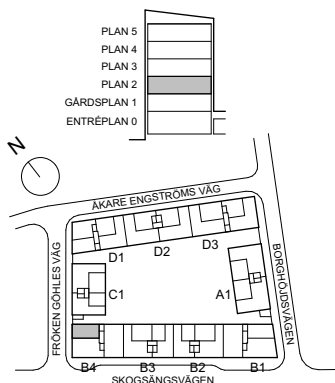 PLAN 5
PLAN 4
PLAN 3
PLAN 2
GÅRDSPLAN 1
ENTRÉPLAN 0
N
ÅKARE ENGSTRÖMS VÄG
FRÖKEN GÖHLES VÄG
BORGHÖJDSVÄGEN
D1
D2
D3
C1
A1
B4
B3
B2
B1
SKOGSÄNGSVÄGEN